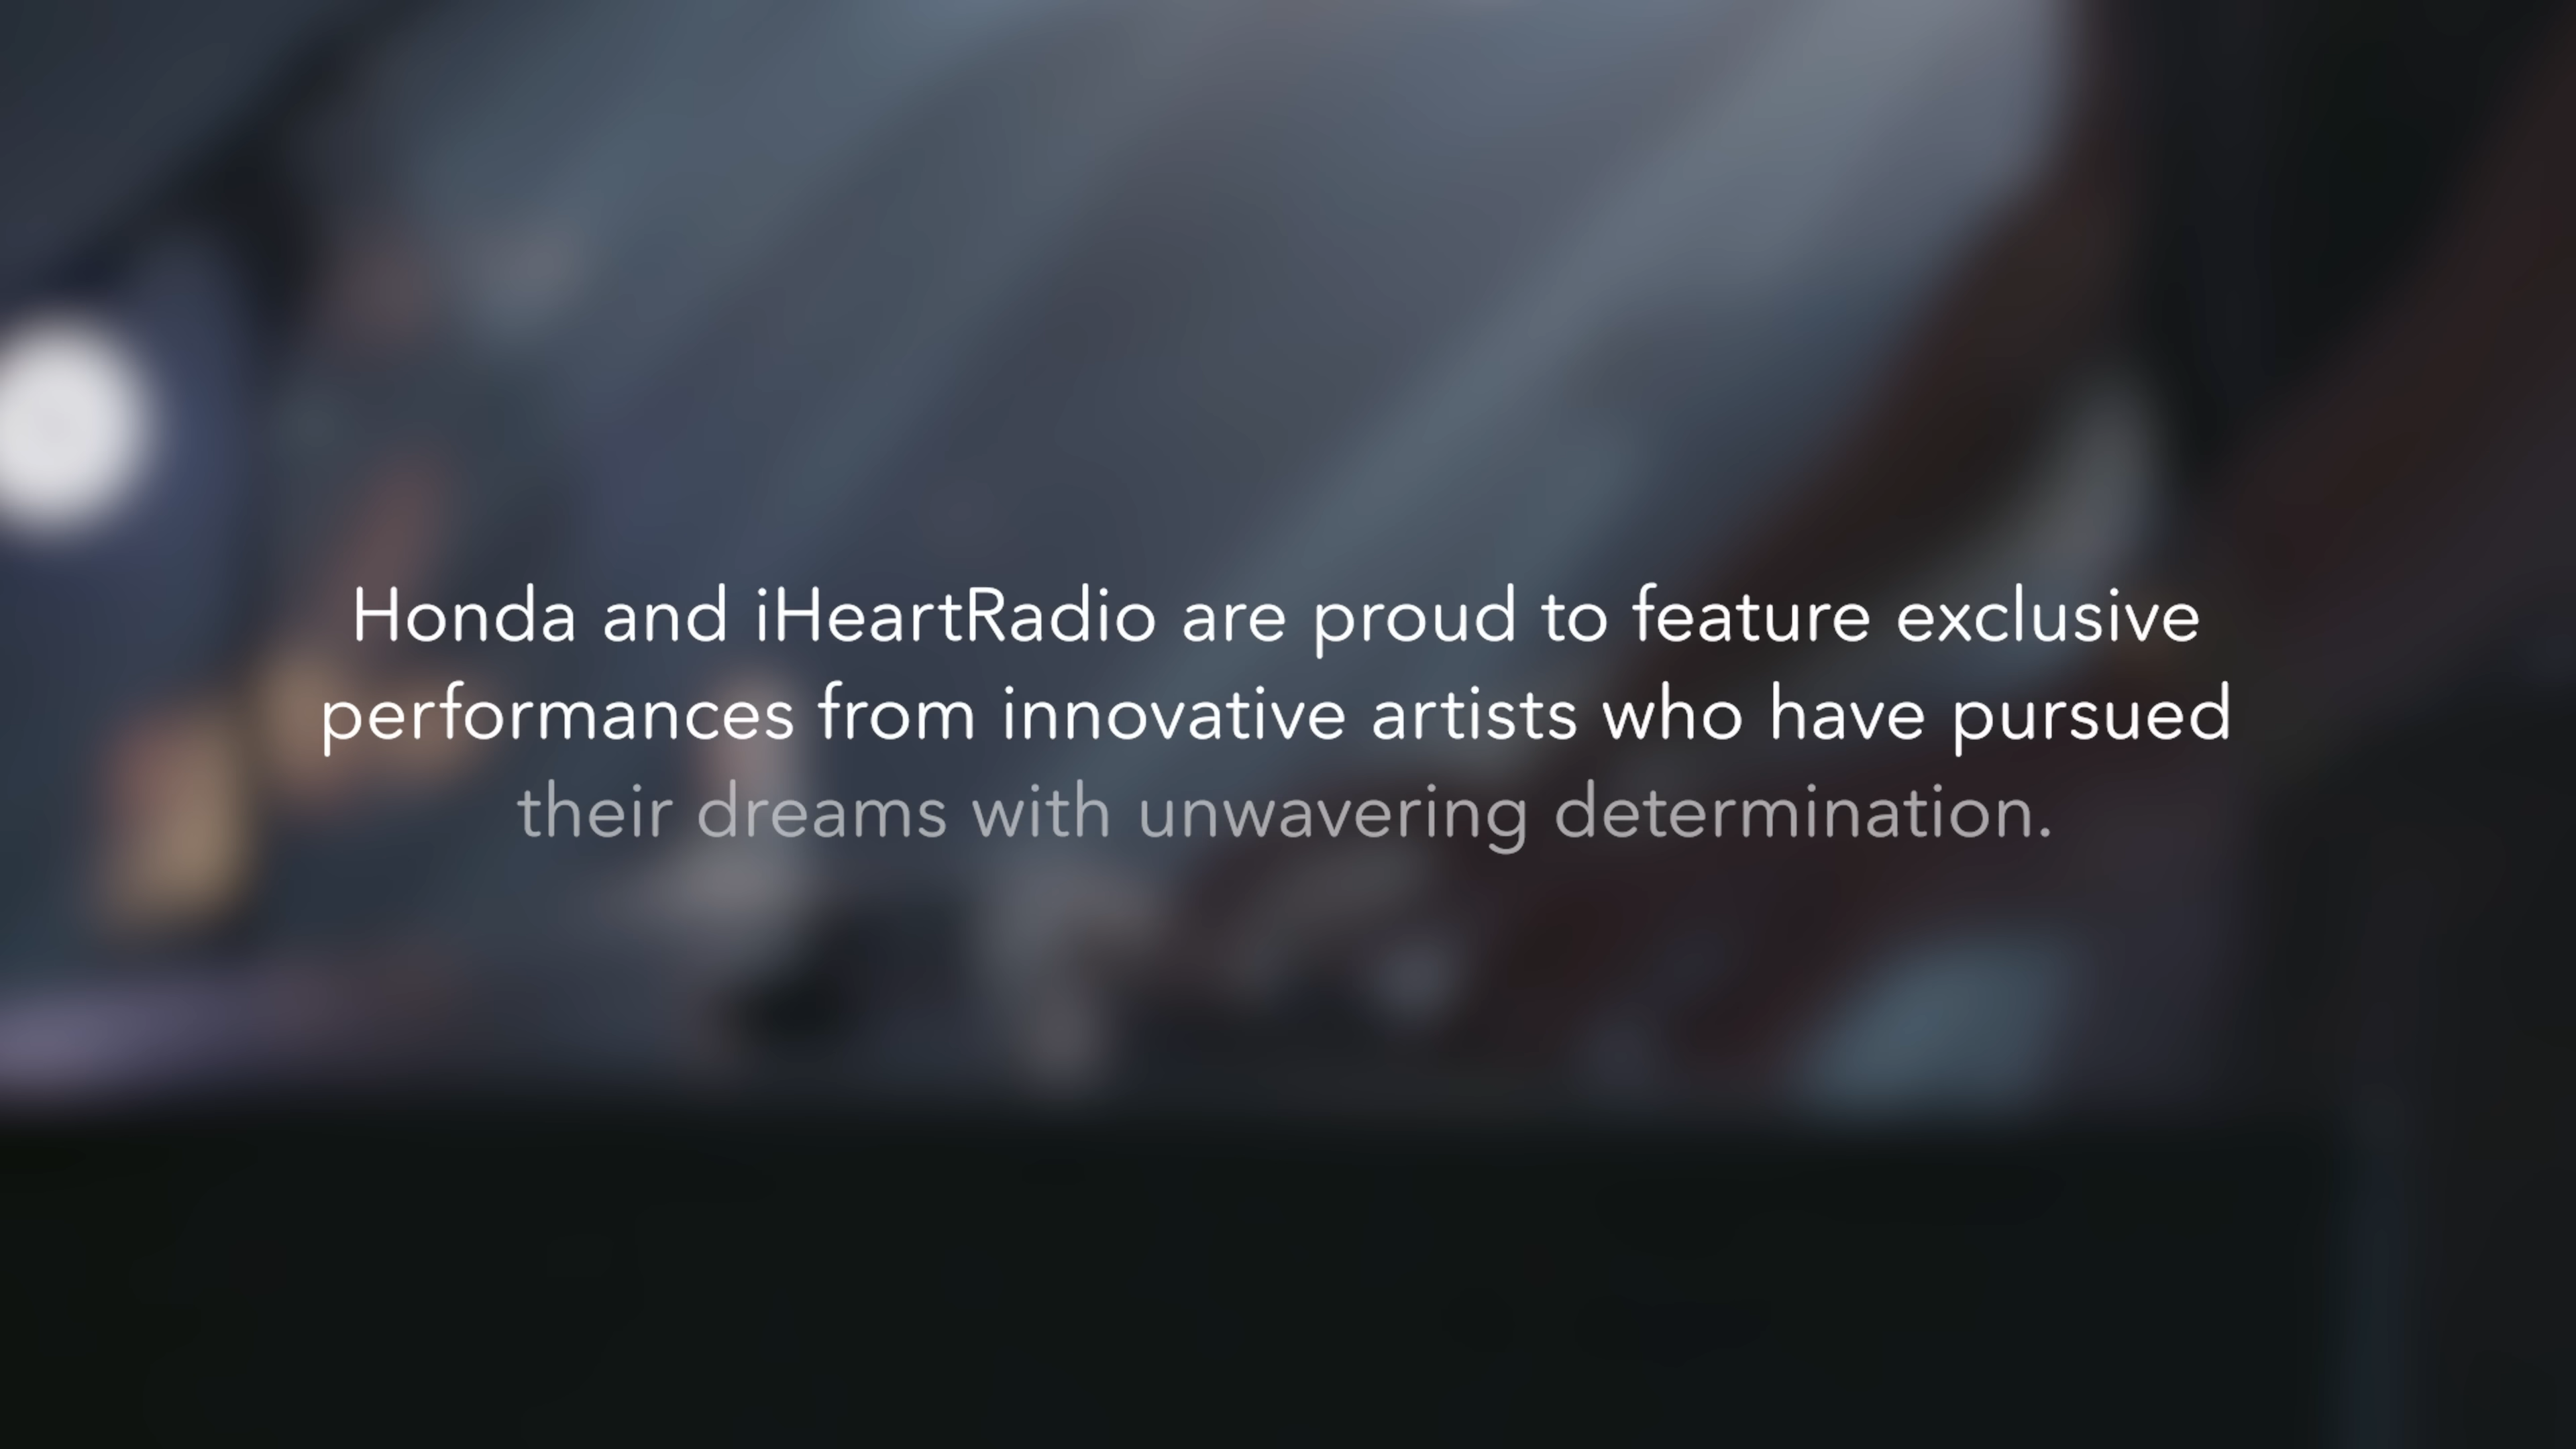 Honda and iHeartRadio are proud to feature exclusive
performances from innovative artists who have pursued
their dreams with unwavering determination.